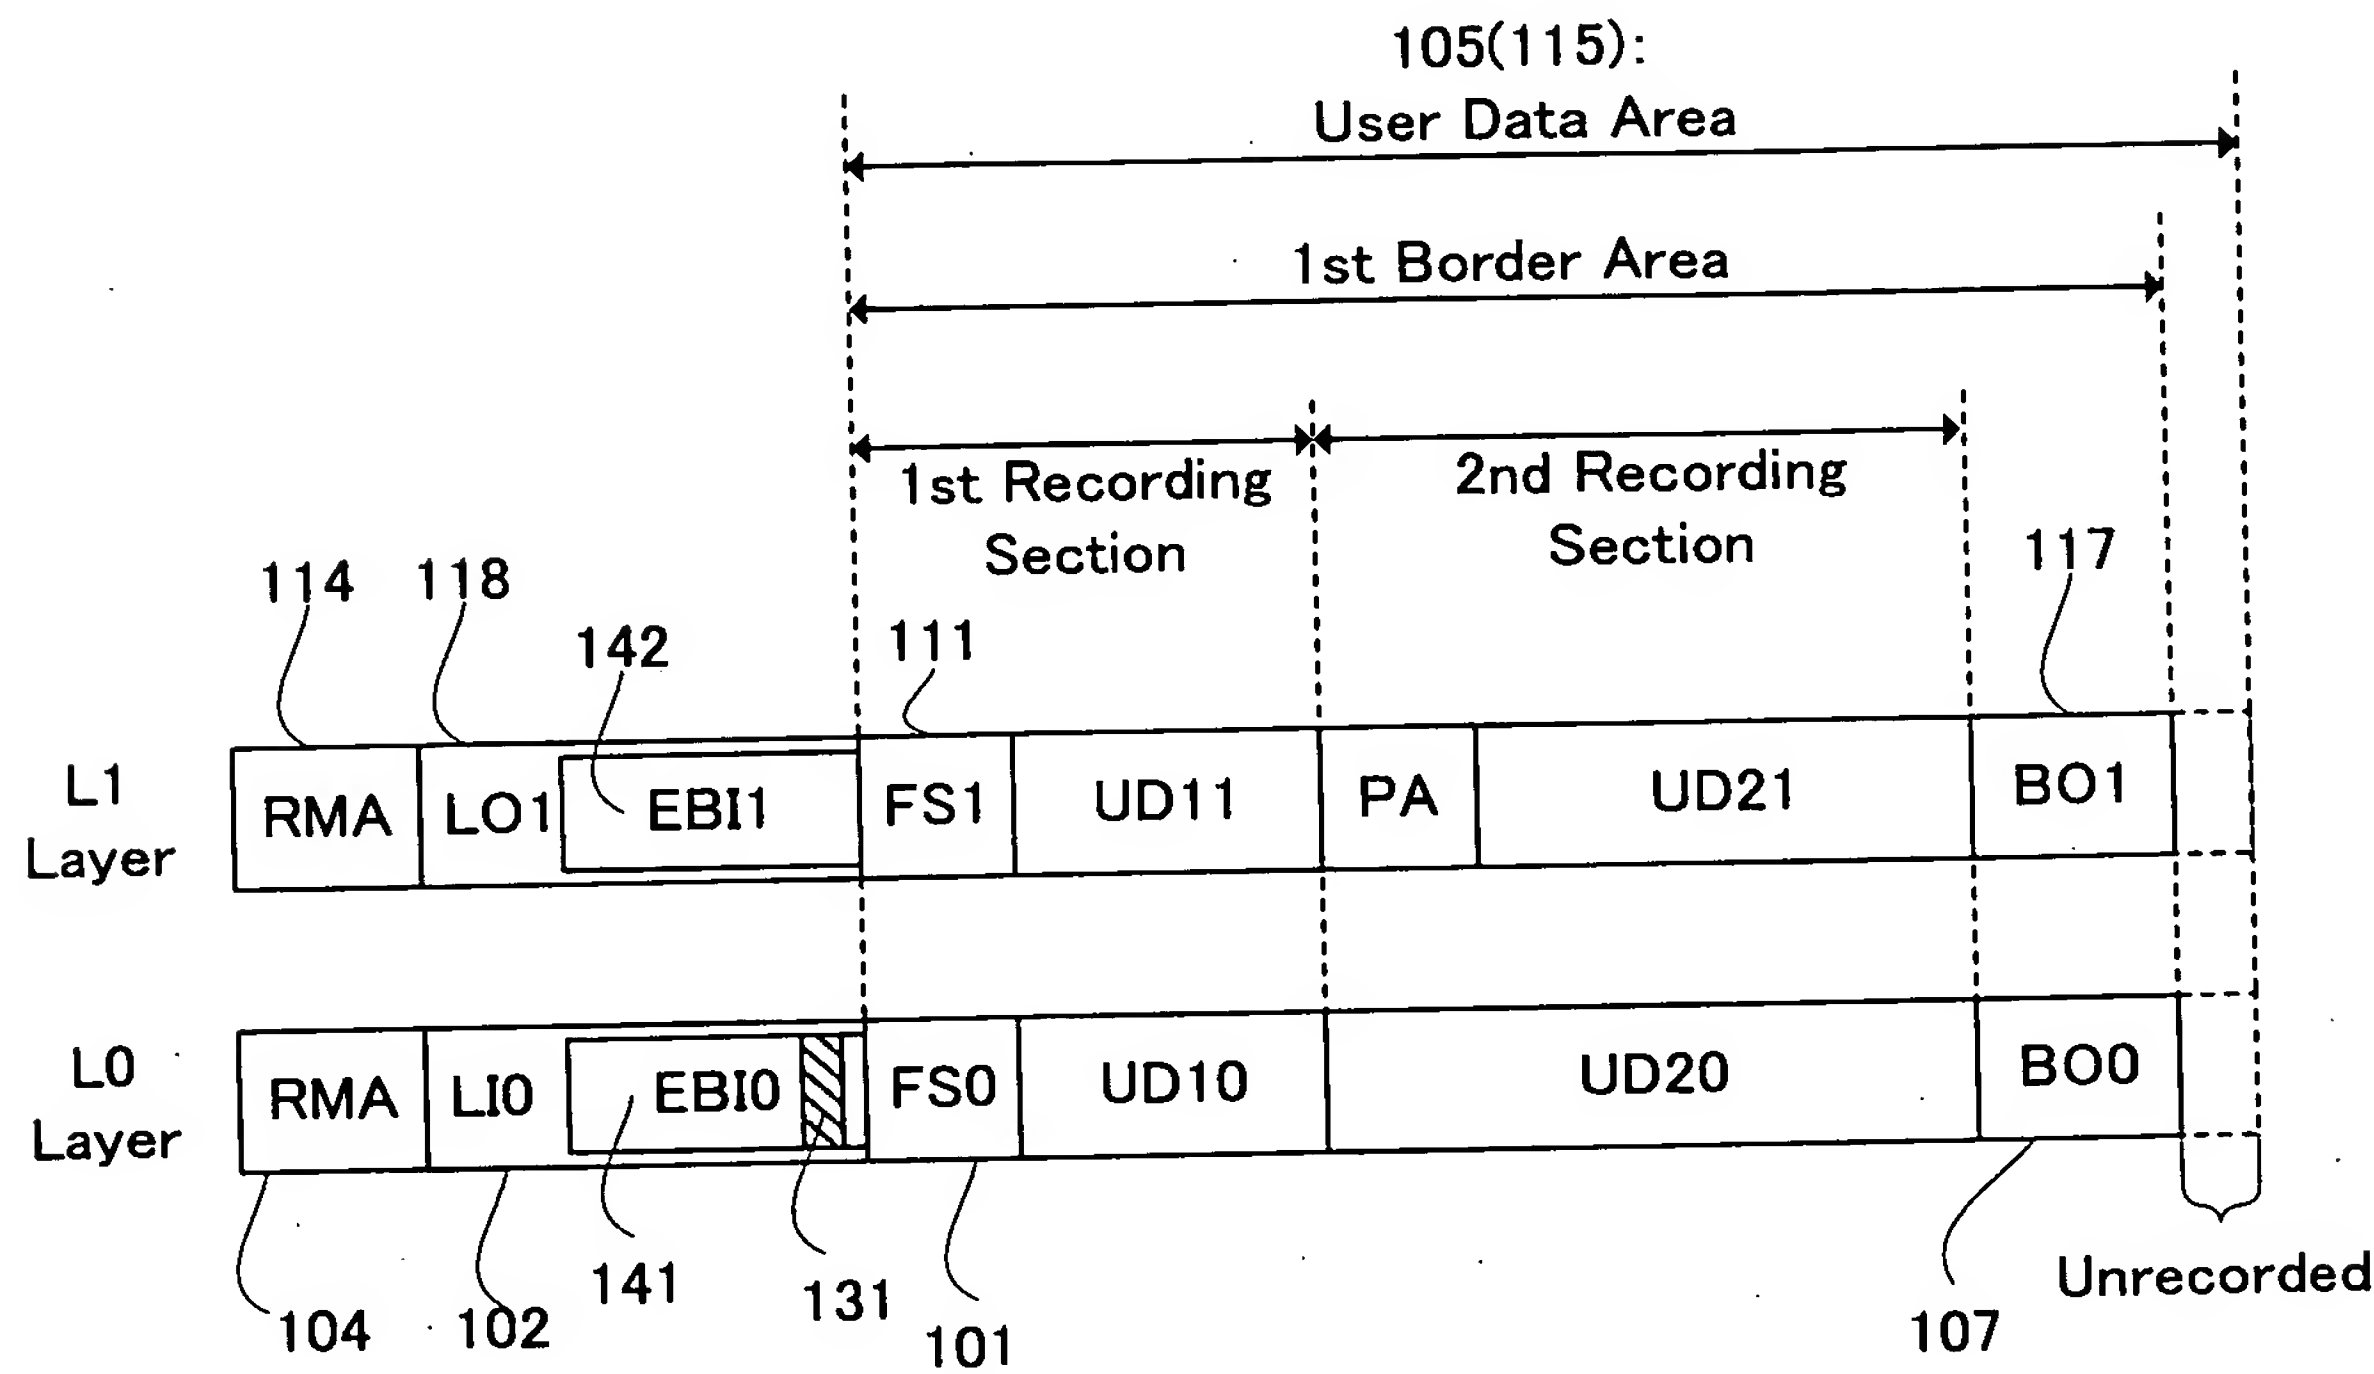 105(115):
User Data Area
1st Border Area
1st Recording
Section
2nd Recording
Section
117
114
118
142
111
L1
Layer
RMA
LO1
EBI1
FS1
UD11
PA
UD21
BO1
L0
Layer
RMA
LI0
EBI0
FS0
UD10
UD20
BO0
104
102
141
131
101
107
Unrecorded